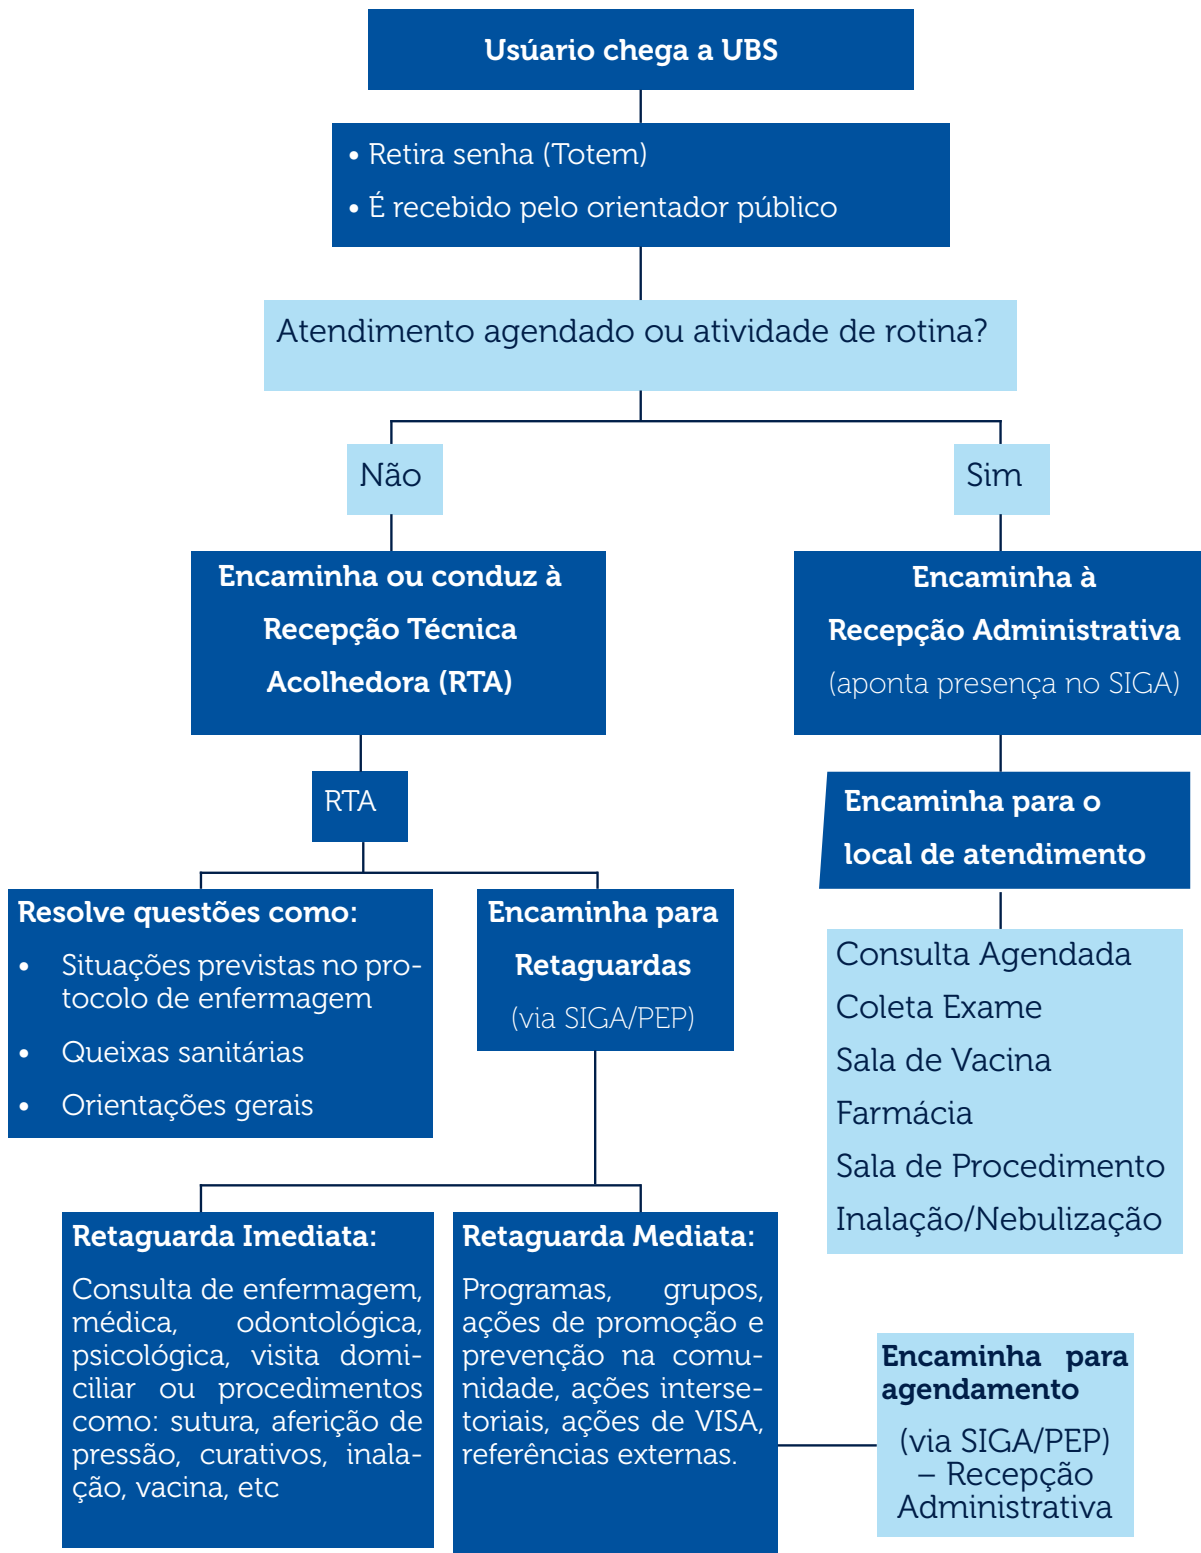 Usúario chega a UBS
• Retira senha (Totem)
• É recebido pelo orientador público
Atendimento agendado ou atividade de rotina?
Não
Sim
Encaminha ou conduz à
Recepção Técnica
Acolhedora (RTA)
Encaminha à
Recepção Administrativa
(aponta presença no SIGA)
RTA
Encaminha para o
local de atendimento
Resolve questões como:
• Situações previstas no pro-
tocolo de enfermagem
• Queixas sanitárias
• Orientações gerais
Encaminha para
Retaguardas
(via SIGA/PEP)
Consulta Agendada
Coleta Exame
Sala de Vacina
Farmácia
Sala de Procedimento
Inalação/Nebulização
Retaguarda Imediata:
Consulta de enfermagem,
médica, odontológica,
psicológica, visita domi-
ciliar ou procedimentos
como: sutura, aferição de
pressão, curativos, inala-
ção, vacina, etc
Retaguarda Mediata:
Programas, grupos,
ações de promoção e
prevenção na comu-
nidade, ações interse-
toriais, ações de VISA,
referências externas.
Encaminha para
agendamento
(via SIGA/PEP)
– Recepção
Administrativa